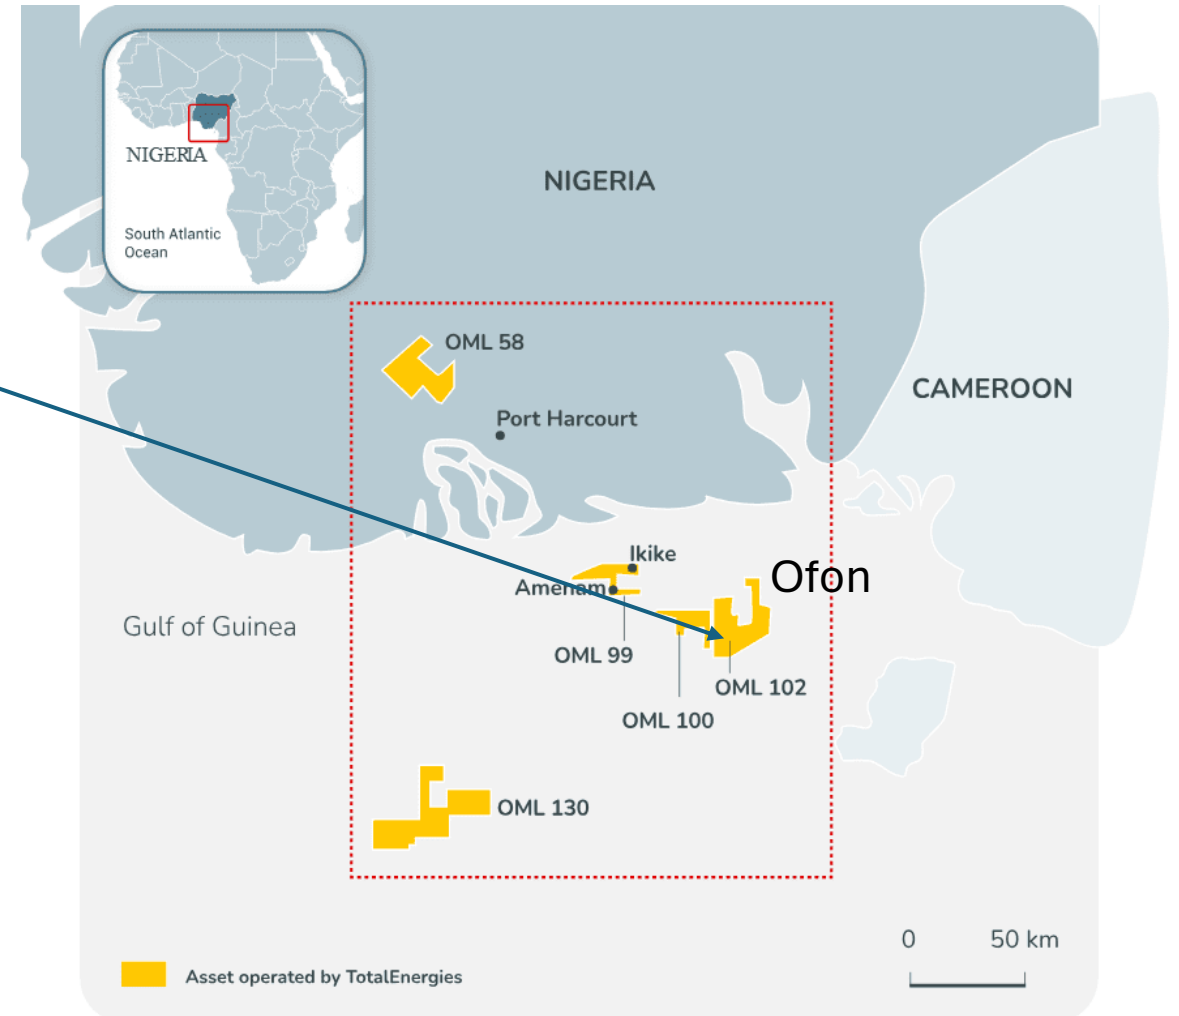 NIGERIA
South Atlantic
Ocean
NIGERIA
OML 58
Port Harcourt
CAMEROON
Ikike
Amenam
Ofon
Gulf of Guinea
OML 99
OML 102
OML 100
OML 130
0 50 km
Asset operated by TotalEnergies